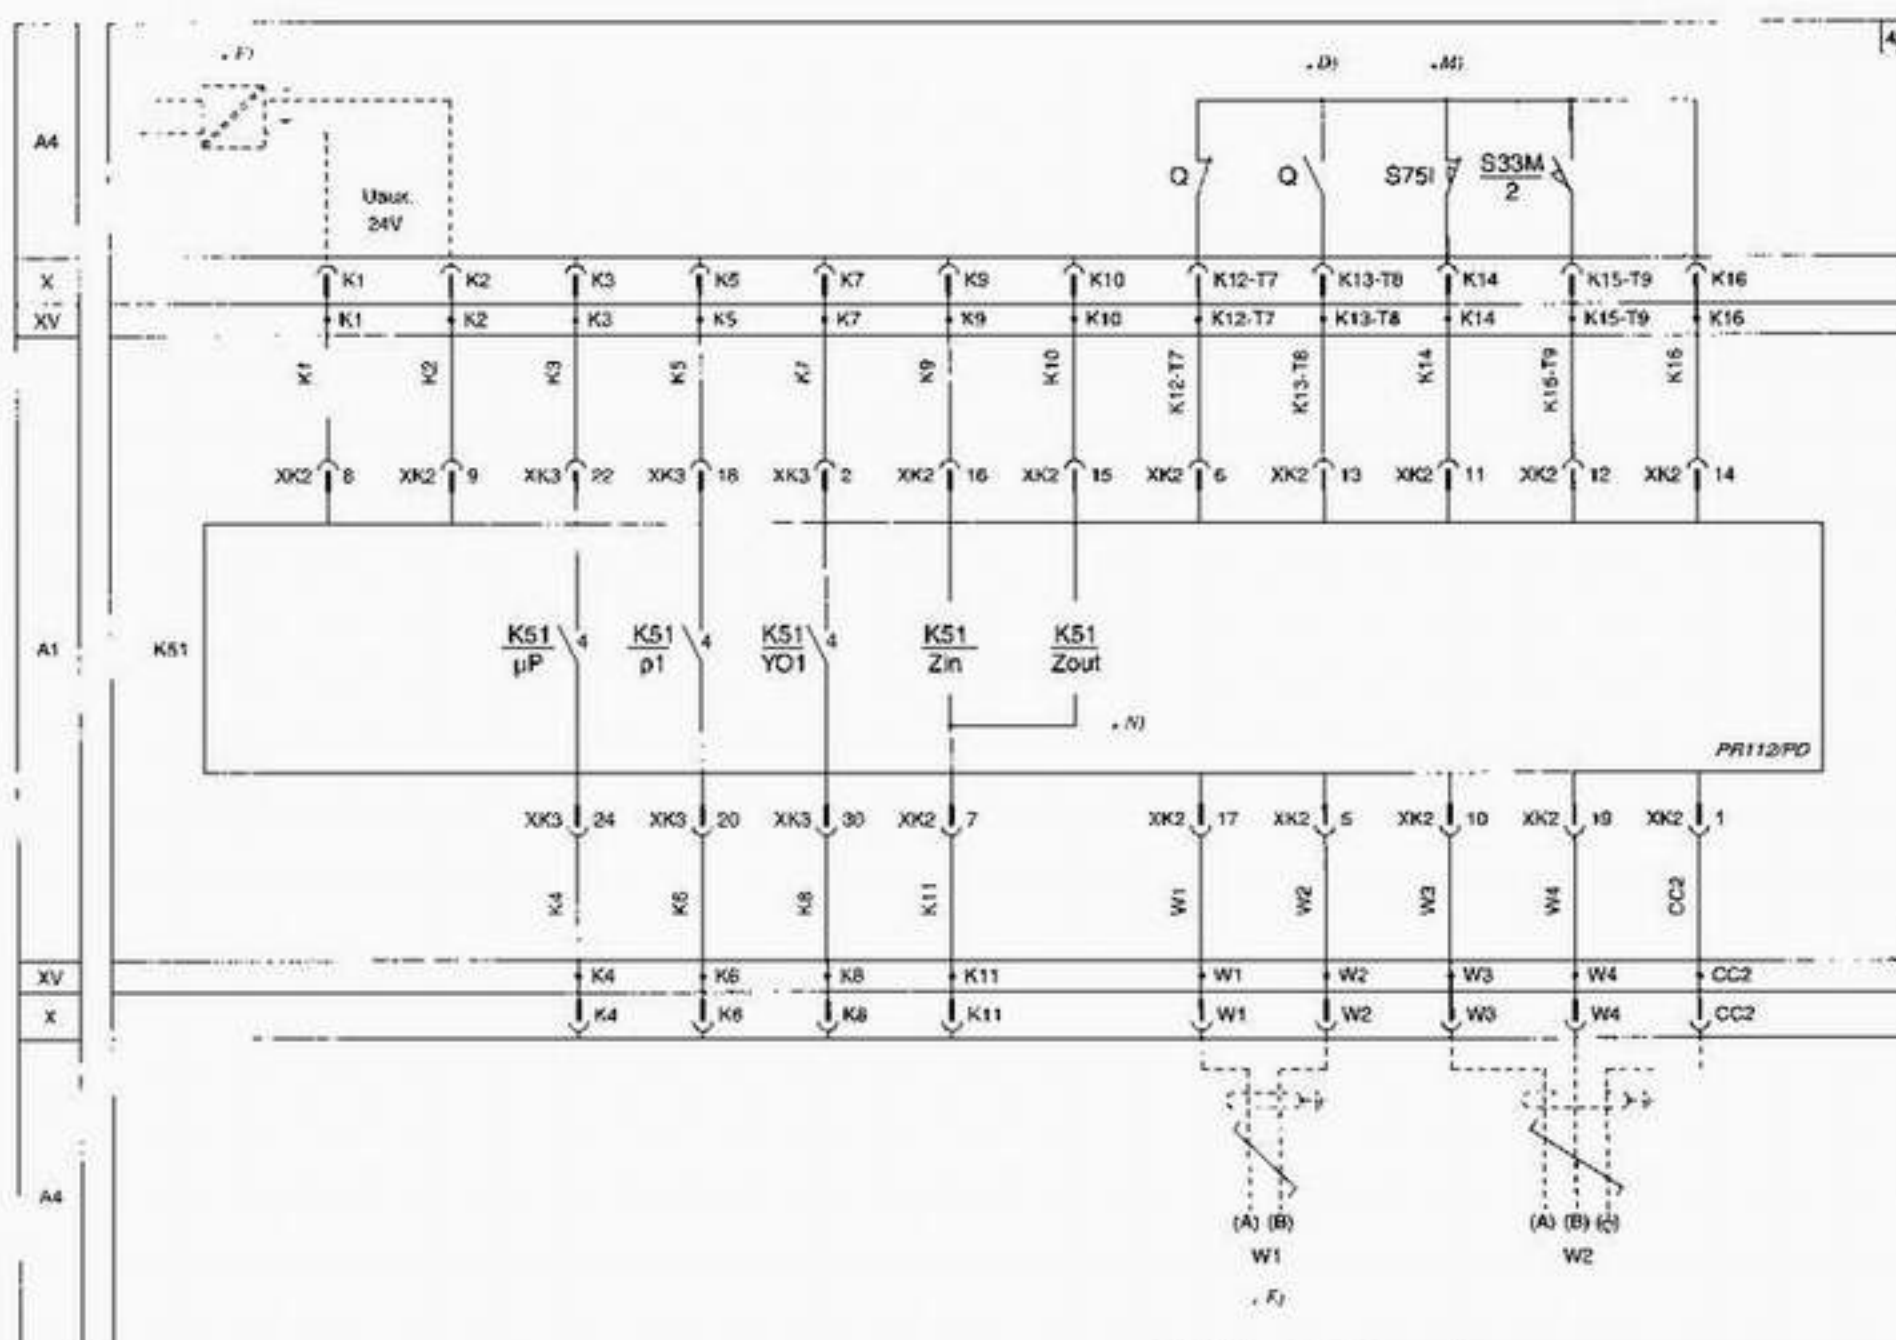 4
. F)
. D)
. M)
A4
Uaux.
24V
Q
Q
S75I
S33M
2
X
K1 K2 K3 K5 K7 K9 K10 K12-T7 K13-T8 K14 K15-T9 K16
XV
K1 K2 K3 K5 K7 K9 K10 K12-T7 K13-T8 K14 K15-T9 K16
K1 K2 K3 K5 K7 K9 K10 K12-T7 K13-T8 K14 K15-T9 K16
XK2 8 XK2 9 XK3 22 XK3 18 XK3 2 XK2 16 XK2 15 XK2 6 XK2 13 XK2 11 XK2 12 XK2 14
A1
K51
K51 4 K51 4 K51 4 K51 K51
µP p1 YO1 Zin Zout
. N)
PR112/PD
XK3 24 XK3 20 XK3 30 XK2 7 XK2 17 XK2 5 XK2 10 XK2 19 XK2 1
K4 K6 K8 K11 W1 W2 W3 W4 CC2
XV
K4 K6 K8 K11 W1 W2 W3 W4 CC2
X
K4 K6 K8 K11 W1 W2 W3 W4 CC2
A4
(A) (B) (A) (B) (C)
W1 W2